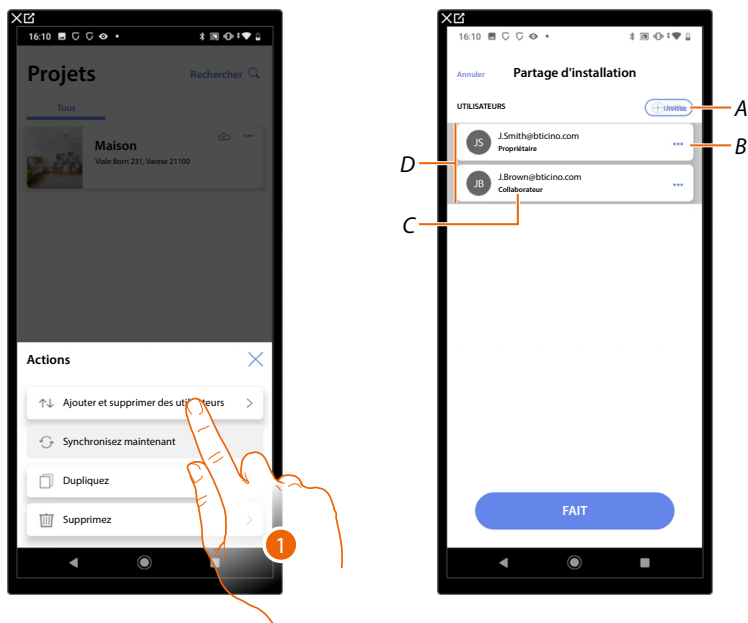 16:10
Projets
Rechercher
Tous
Maison
Viale Borri 231, Varese 21100
Actions
Ajouter et supprimer des utilisateurs
Synchronisez maintenant
Dupliquez
Supprimez
1
16:10
Annuler
Partage d'installation
UTILISATEURS
Invitez
A
JS
J.Smith@bticino.com
Propriétaire
B
D
JB
J.Brown@bticino.com
Collaborateur
C
FAIT